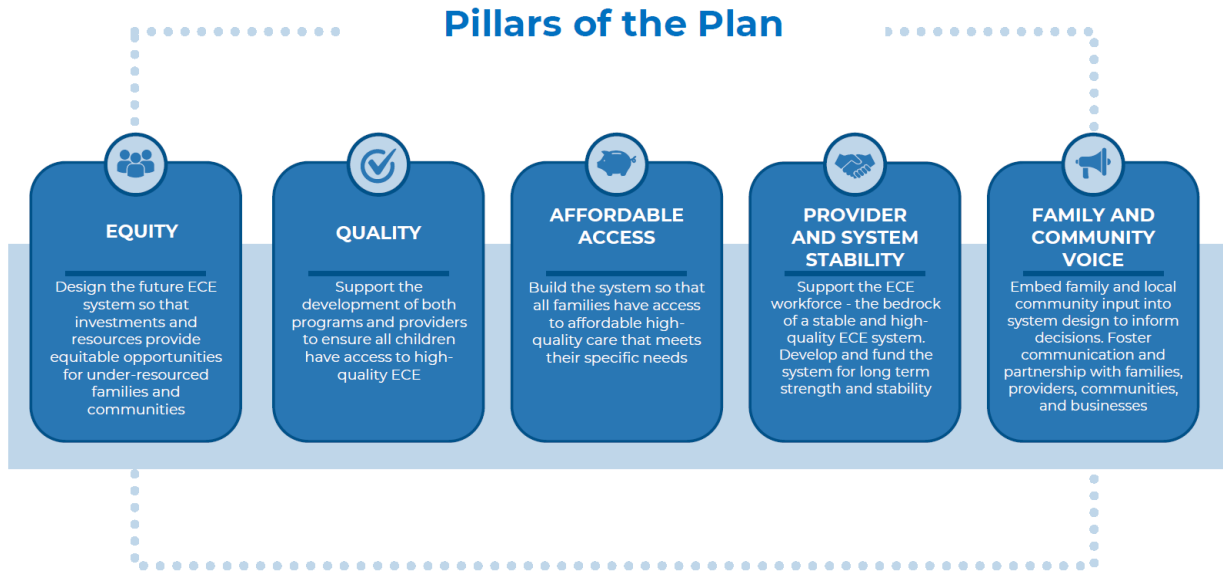 Pillars of the Plan
EQUITY
Design the future ECE
system so that
investments and
resources provide
equitable opportunities
for under-resourced
families and
communities
QUALITY
Support the
development of both
programs and providers
to ensure all children
have access to high-
quality ECE
AFFORDABLE
ACCESS
Build the system so that
all families have access
to affordable high-
quality care that meets
their specific needs
PROVIDER
AND SYSTEM
STABILITY
Support the ECE
workforce - the bedrock
of a stable and high-
quality ECE system.
Develop and fund the
system for long term
strength and stability
FAMILY AND
COMMUNITY
VOICE
Embed family and local
community input into
system design to inform
decisions. Foster
communication and
partnership with families,
providers, communities,
and businesses